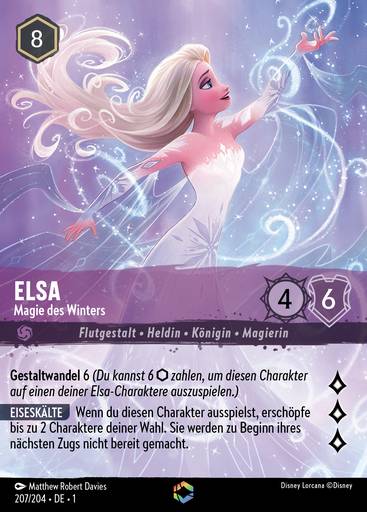 8
ELSA
Magie des Winters
4
6
Flutgestalt • Heldin • Königin • Magierin
Gestaltwandel 6 (Du kannst 6 ⬡ zahlen, um diesen Charakter
auf einen deiner Elsa-Charaktere auszuspielen.)
EISESKÄLTE Wenn du diesen Charakter ausspielst, erschöpfe
bis zu 2 Charaktere deiner Wahl. Sie werden zu Beginn ihres
nächsten Zugs nicht bereit gemacht.
Matthew Robert Davies
207/204 • DE • 1
Disney Lorcana ©Disney